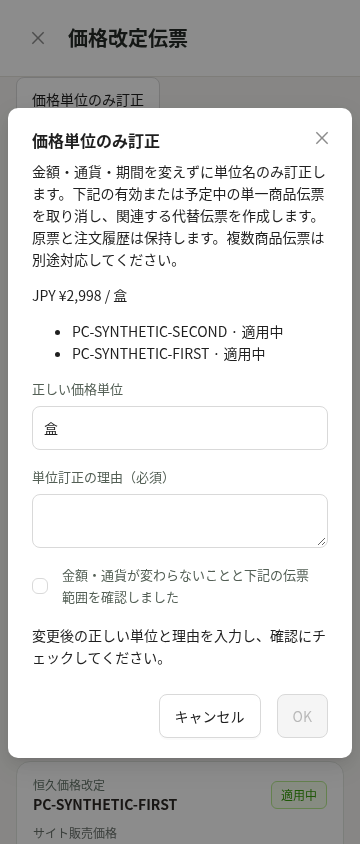 価格改定伝票
価格単位のみ訂正
価格単位のみ訂正
金額・通貨・期間を変えずに単位名のみ訂正し
ます。下記の有効または予定中の単一商品伝票
を取り消し、関連する代替伝票を作成します。
原票と注文履歴は保持します。複数商品伝票は
別途対応してください。
JPY ¥2,998 / 盒
PC-SYNTHETIC-SECOND · 適用中
PC-SYNTHETIC-FIRST · 適用中
正しい価格単位
盒
単位訂正の理由（必須）
金額・通貨が変わらないことと下記の伝票
範囲を確認しました
変更後の正しい単位と理由を入力し、確認にチ
ェックしてください。
キャンセル
OK
恒久価格改定
PC-SYNTHETIC-FIRST
適用中
サイト販売価格